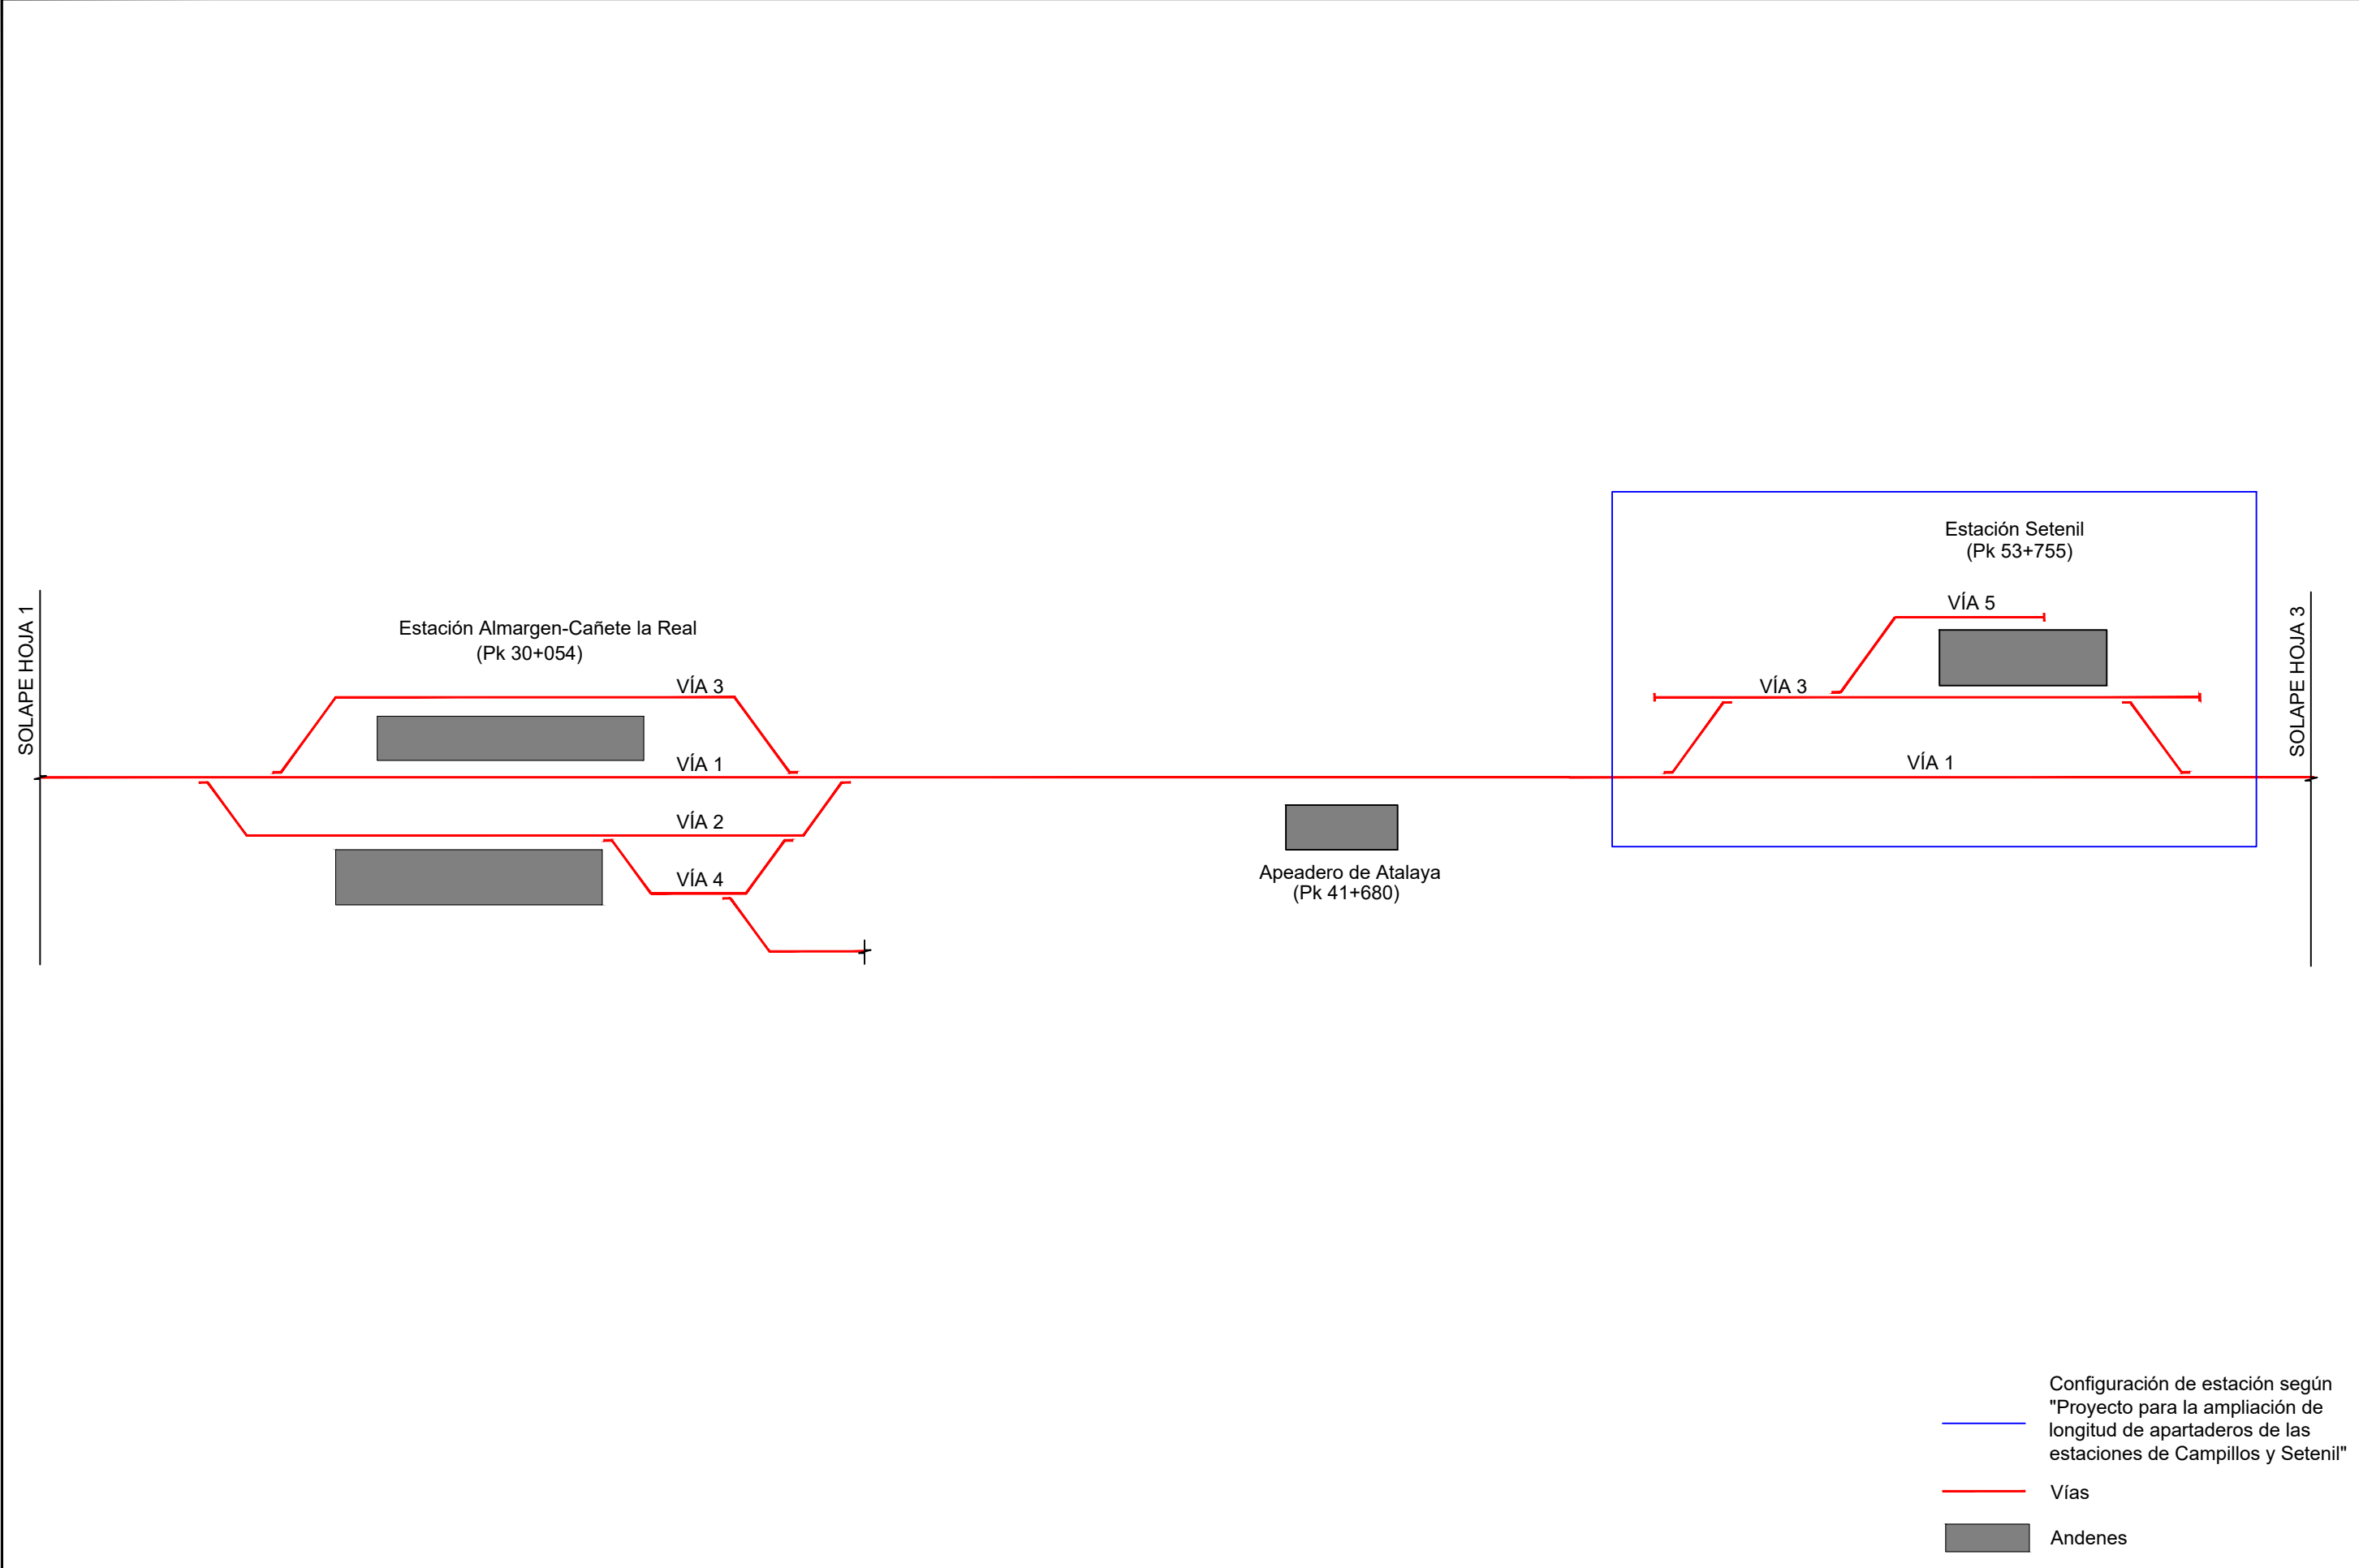 SOLAPE HOJA 1
Estación Almargen-Cañete la Real
(Pk 30+054)
VÍA 3
VÍA 1
VÍA 2
VÍA 4
Apeadero de Atalaya
(Pk 41+680)
Estación Setenil
(Pk 53+755)
VÍA 5
VÍA 3
VÍA 1
SOLAPE HOJA 3
Configuración de estación según
"Proyecto para la ampliación de
longitud de apartaderos de las
estaciones de Campillos y Setenil"
Vías
Andenes